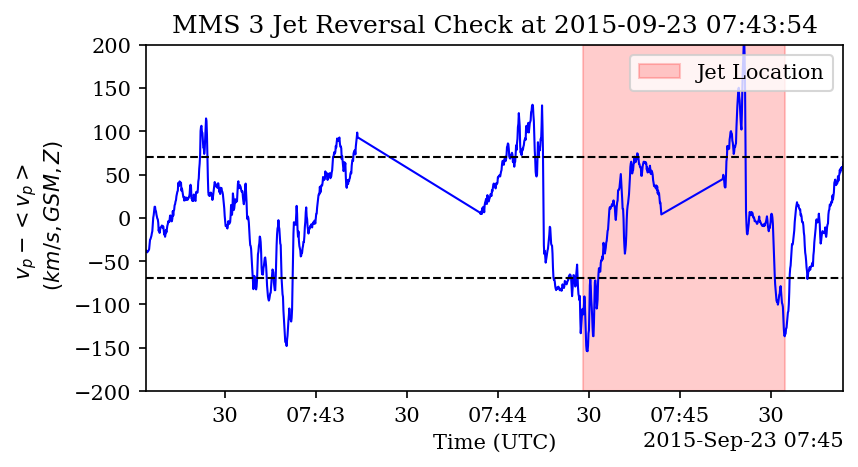 MMS 3 Jet Reversal Check at 2015-09-23 07:43:54
200
150
100
50
0
−50
−100
−150
−200
v_p − < v_p >
(km/s, GSM, Z)
Jet Location
30
07:43
30
07:44
30
07:45
30
Time (UTC)
2015-Sep-23 07:45